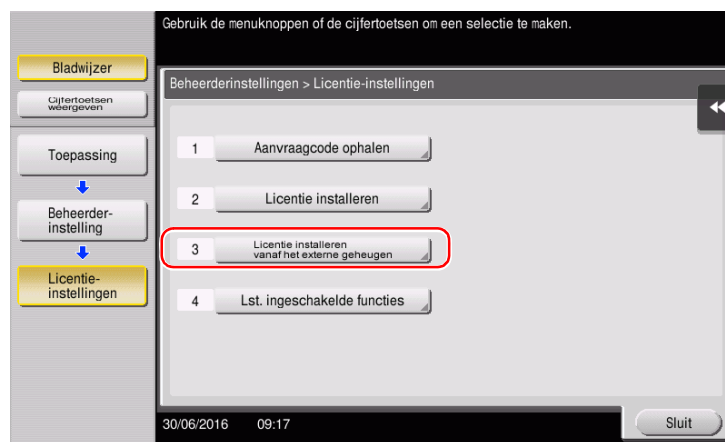 Gebruik de menuknoppen of de cijfertoetsen om een selectie te maken.
Bladwijzer
Cijfertoetsen
weergeven
Toepassing
Beheerder-
instelling
Licentie-
instellingen
Beheerderinstellingen > Licentie-instellingen
1 Aanvraagcode ophalen
2 Licentie installeren
3 Licentie installeren
vanaf het externe geheugen
4 Lst. ingeschakelde functies
30/06/2016 09:17
Sluit